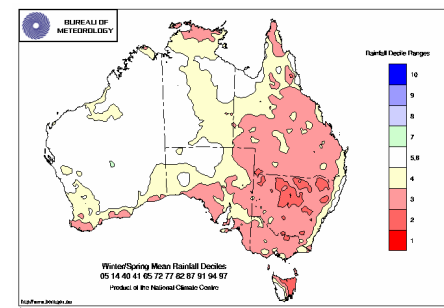 BUREAU OF
METEOROLOGY
Rainfall Decile Ranges
10
9
8
7
5,6
4
3
2
1
Winter/Spring Mean Rainfall Deciles
05 14 40 41 65 72 77 82 87 91 94 97
Product of the National Climate Centre